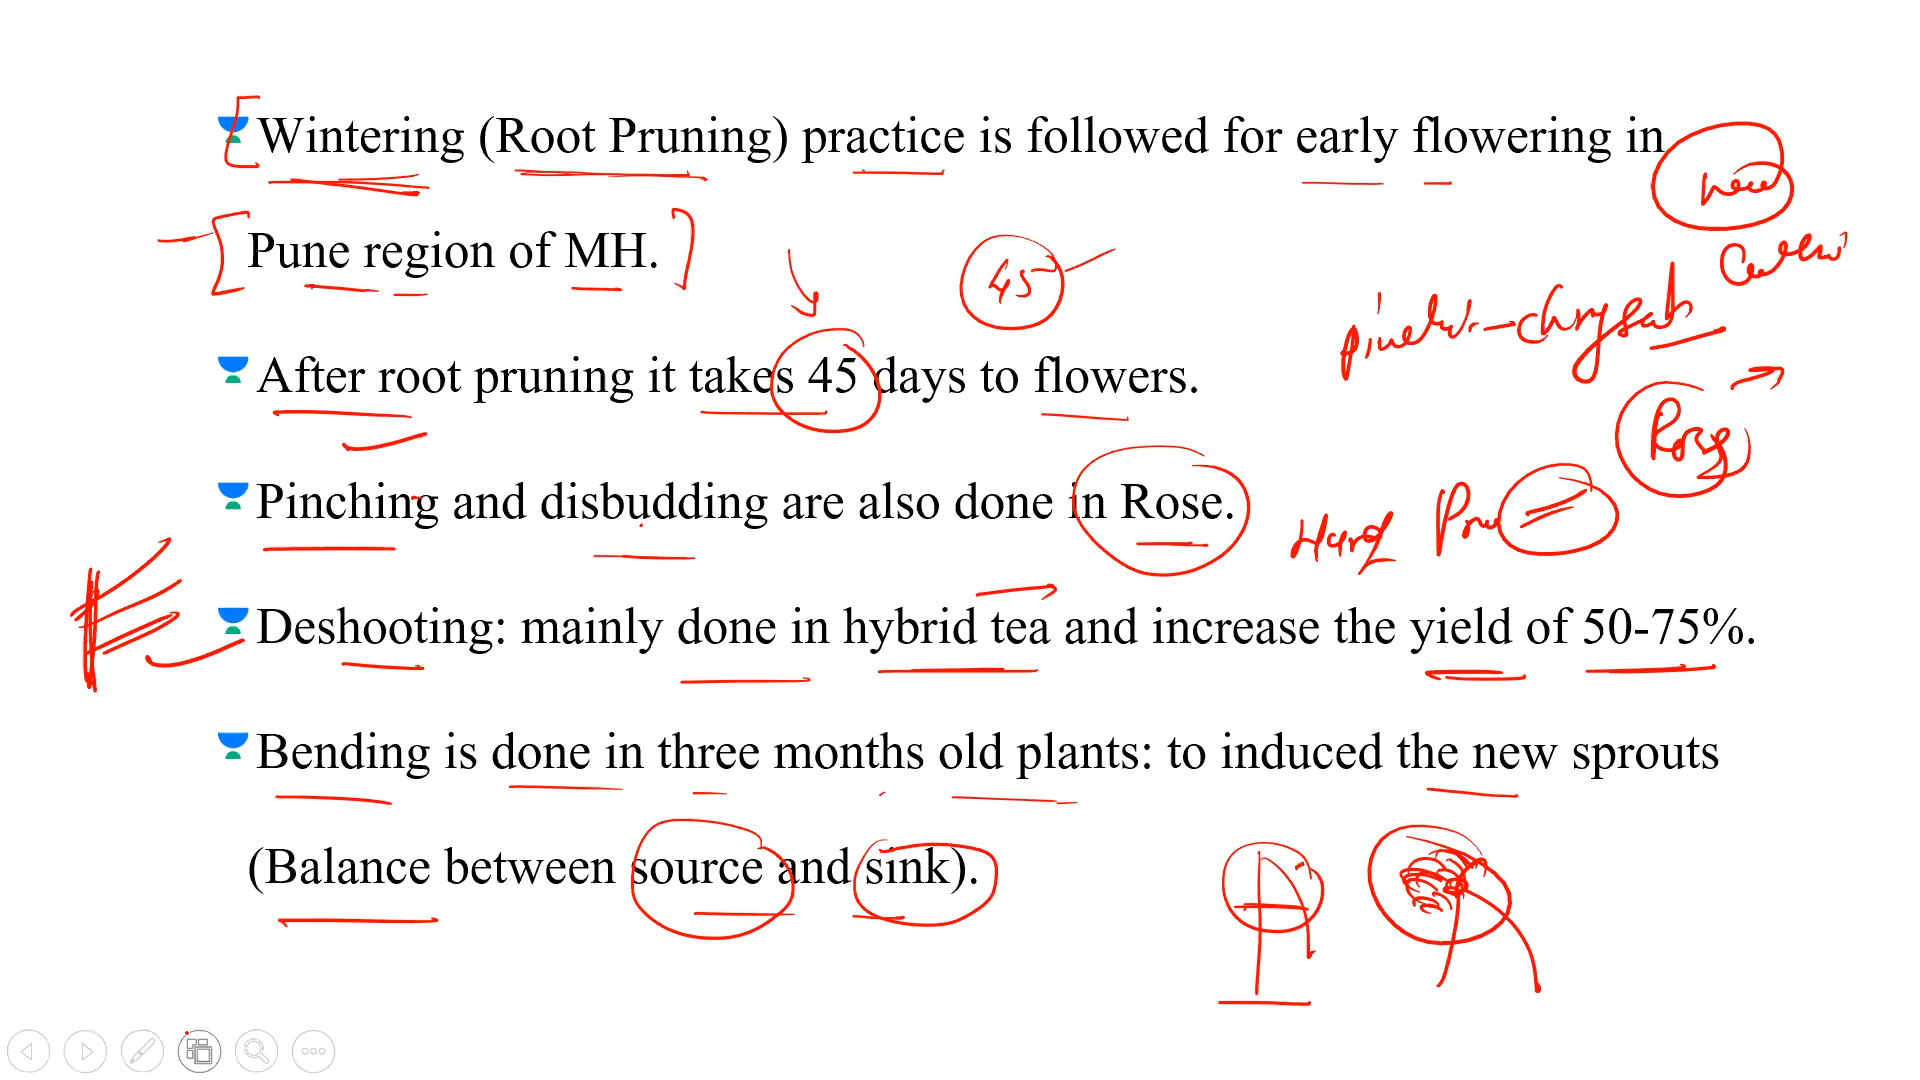 Wintering (Root Pruning) practice is followed for early flowering in
new
Pune region of MH.
45
After root pruning it takes 45 days to flowers.
Rose
Pinching and disbudding are also done in Rose.
Hard
Deshooting: mainly done in hybrid tea and increase the yield of 50-75%.
Bending is done in three months old plants: to induced the new sprouts
(Balance between source and sink).